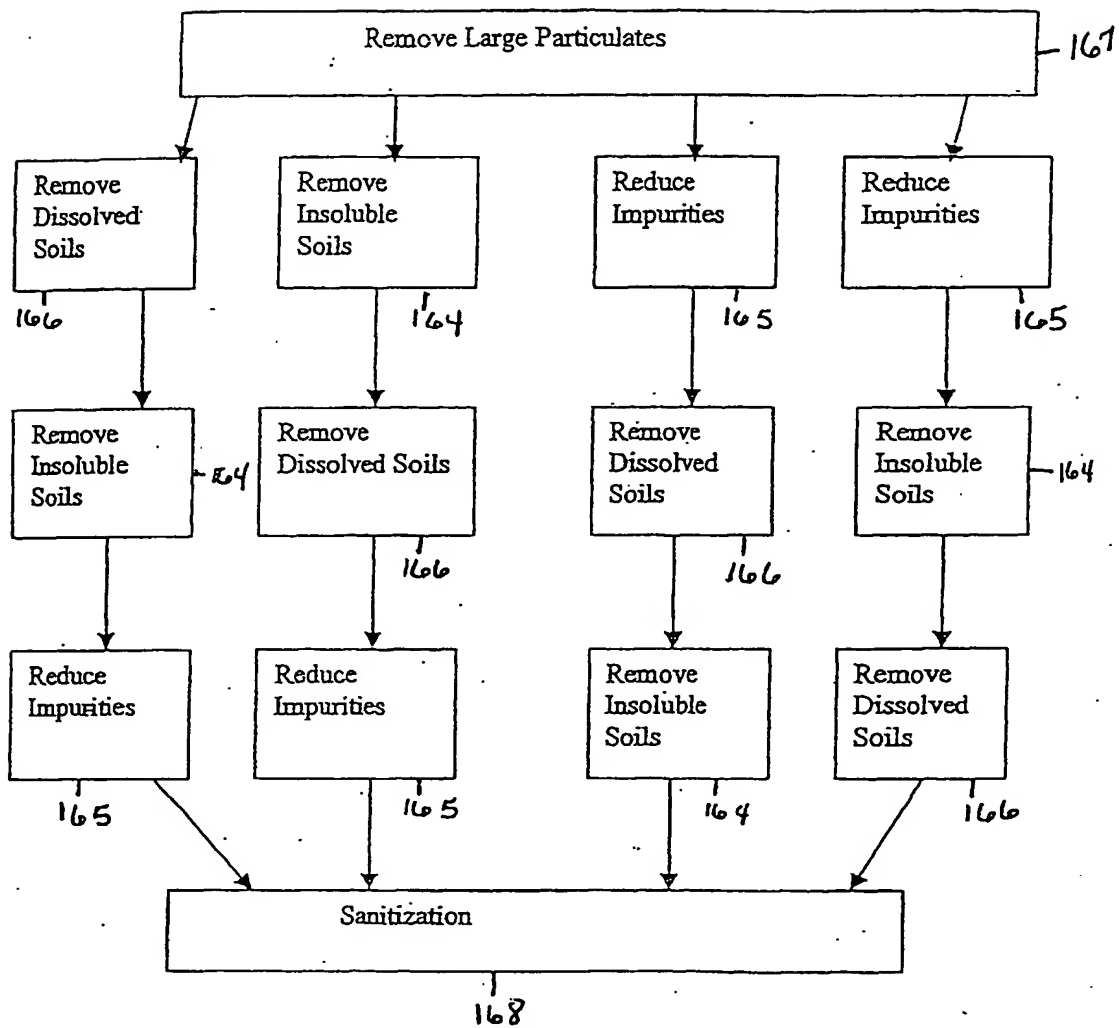 Remove Large Particulates
167
Remove
Dissolved
Soils
166
Remove
Insoluble
Soils
164
Reduce
Impurities
165
Reduce
Impurities
165
Remove
Insoluble
Soils
164
Remove
Dissolved Soils
166
Remove
Dissolved
Soils
166
Remove
Insoluble
Soils
164
Reduce
Impurities
165
Reduce
Impurities
165
Remove
Insoluble
Soils
164
Remove
Dissolved
Soils
166
Sanitization
168